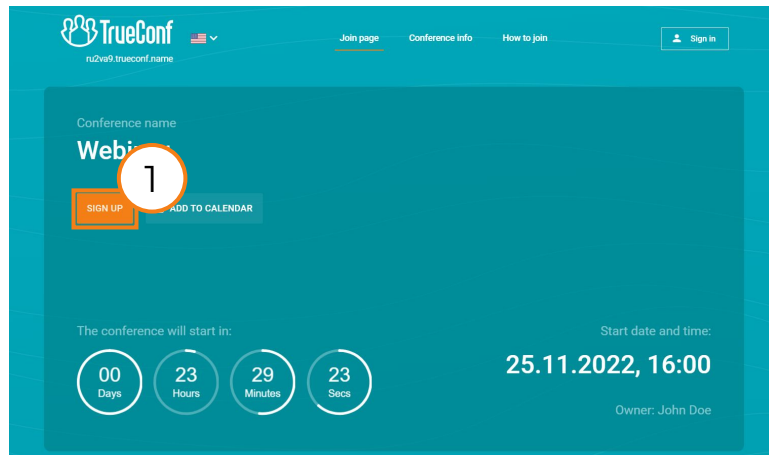 TrueConf
ru2va9.trueconf.name
Join page
Conference info
How to join
Sign in
Conference name
1
SIGN UP
ADD TO CALENDAR
The conference will start in:
00
Days
23
Hours
29
Minutes
23
Secs
Start date and time:
25.11.2022, 16:00
Owner: John Doe